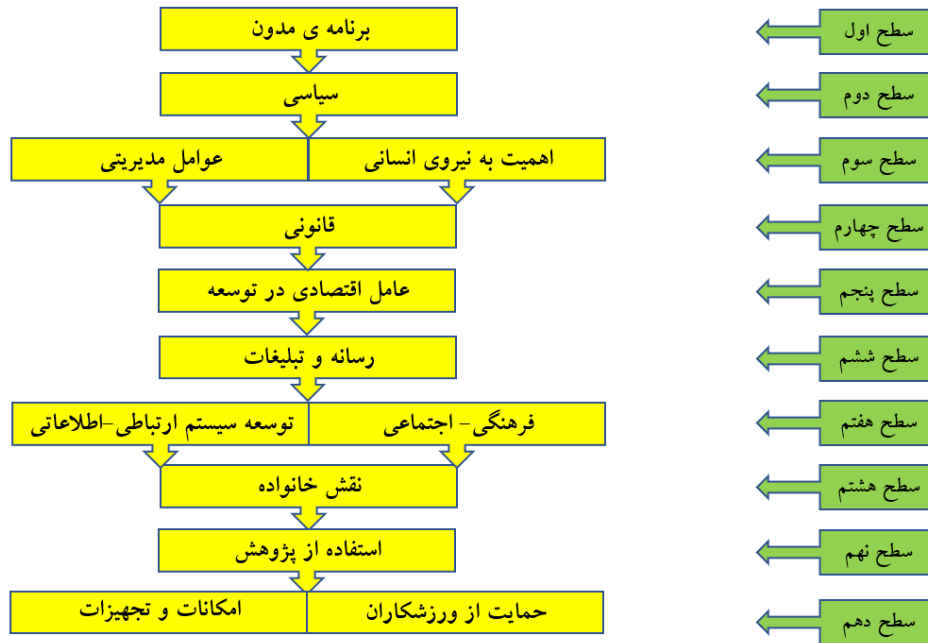 برنامه ی مدون
سطح اول
سیاسی
سطح دوم
اهمیت به نیروی انسانی
عوامل مدیریتی
سطح سوم
قانونی
سطح چهارم
عامل اقتصادی در توسعه
سطح پنجم
رسانه و تبلیغات
سطح ششم
فرهنگی- اجتماعی
توسعه سیستم ارتباطی-اطلاعاتی
سطح هفتم
نقش خانواده
سطح هشتم
استفاده از پژوهش
سطح نهم
حمایت از ورزشکاران
امکانات و تجهیزات
سطح دهم